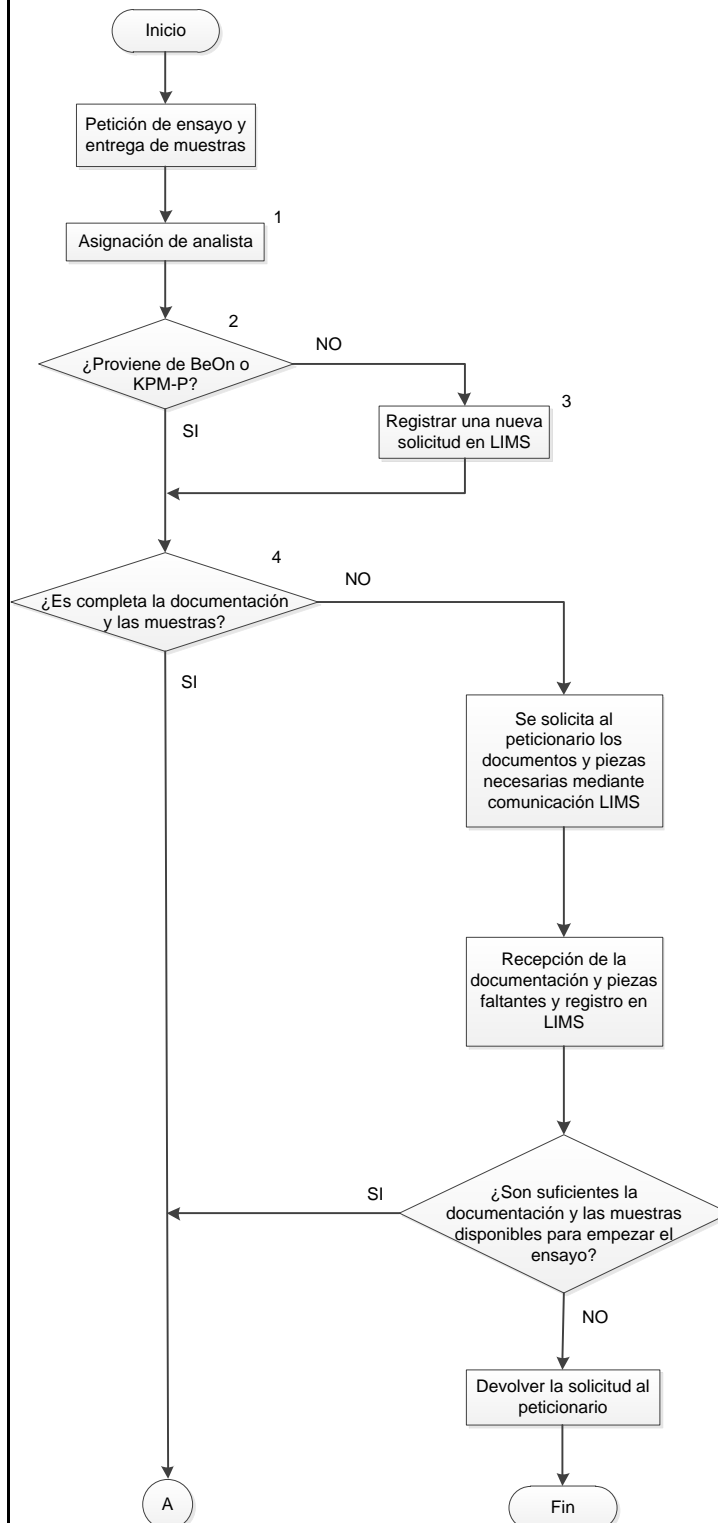 Inicio
Petición de ensayo y
entrega de muestras
1
Asignación de analista
2
¿Proviene de BeOn o
KPM-P?
NO
SI
3
Registrar una nueva
solicitud en LIMS
4
¿Es completa la documentación
y las muestras?
NO
SI
Se solicita al
peticionario los
documentos y piezas
necesarias mediante
comunicación LIMS
Recepción de la
documentación y piezas
faltantes y registro en
LIMS
¿Son suficientes la
documentación y las muestras
disponibles para empezar el
ensayo?
SI
NO
Devolver la solicitud al
peticionario
A
Fin